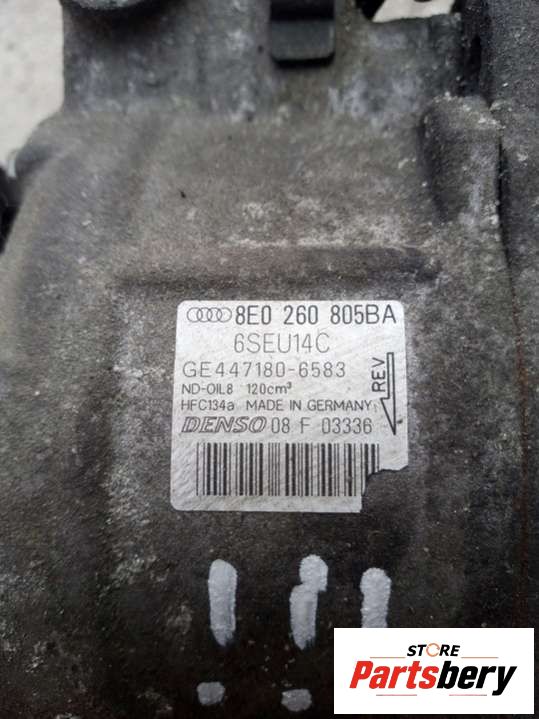 8E0 260 805BA
6SEU14C
GE447180-6583
ND-OIL8 120cm³
HFC134a MADE IN GERMANY
REV
DENSO 08 F 03336
STORE
Partsbery